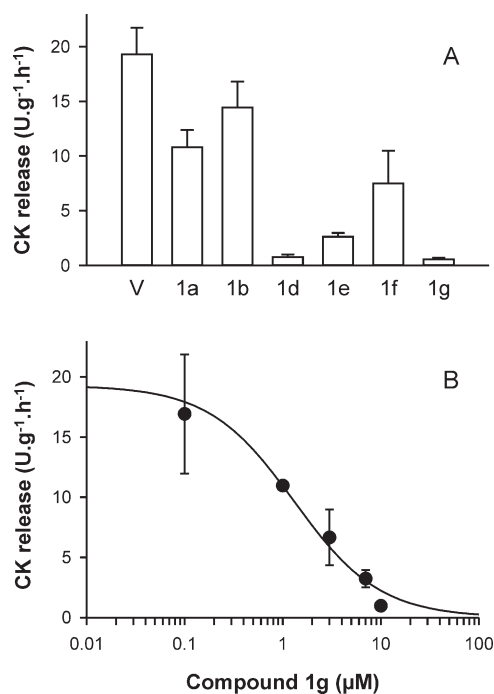 A
CK release (U.g⁻¹.h⁻¹)
20
15
10
5
0
V 1a 1b 1d 1e 1f 1g
B
CK release (U.g⁻¹.h⁻¹)
20
15
10
5
0
0.01 0.1 1 10 100
Compound 1g (µM)